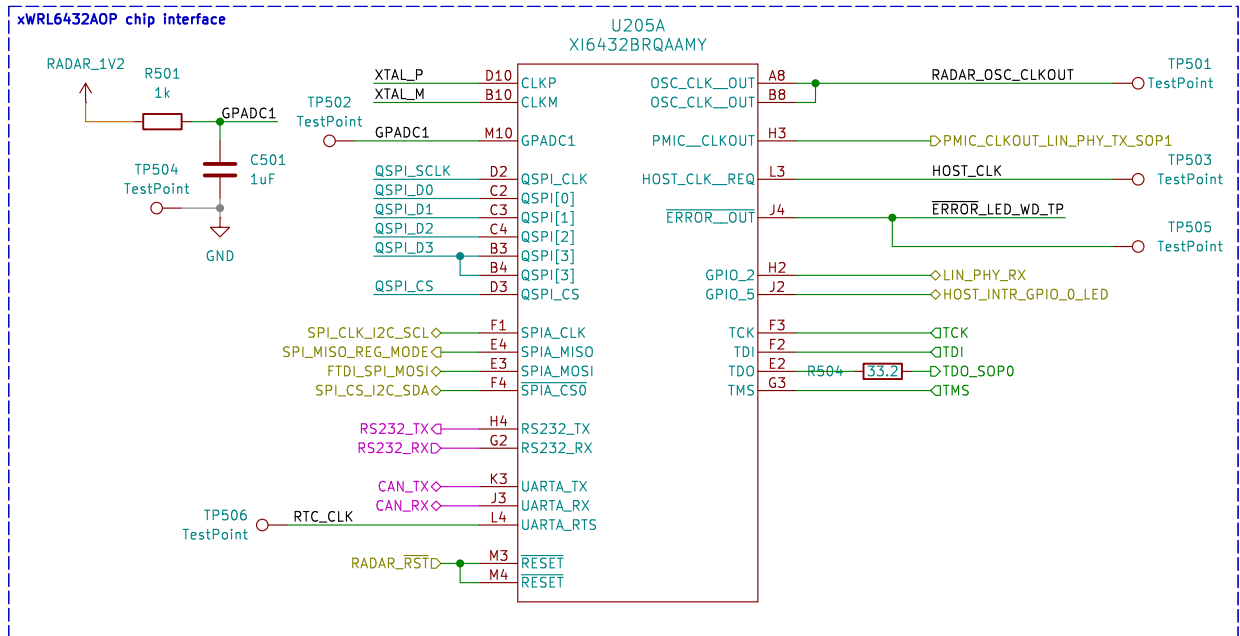 xWRL6432AOP chip interface
U205A
XI6432BRQAAMY
RADAR_1V2
R501
1k
GPADC1
C501
1uF
TP504
TestPoint
GND
TP502
TestPoint
XTAL_P D10 CLKP
XTAL_M B10 CLKM
GPADC1 M10 GPADC1
QSPI_SCLK D2 QSPI_CLK
QSPI_D0 C2 QSPI[0]
QSPI_D1 C3 QSPI[1]
QSPI_D2 C4 QSPI[2]
QSPI_D3 B3 QSPI[3]
B4 QSPI[3]
QSPI_CS D3 QSPI_CS
SPI_CLK_I2C_SCL F1 SPIA_CLK
SPI_MISO_REG_MODE E4 SPIA_MISO
FTDI_SPI_MOSI E3 SPIA_MOSI
SPI_CS_I2C_SDA F4 SPIA_CS0
RS232_TX H4 RS232_TX
RS232_RX G2 RS232_RX
CAN_TX K3 UARTA_TX
CAN_RX J3 UARTA_RX
TP506
TestPoint
RTC_CLK L4 UARTA_RTS
RADAR_RST M3 RESET
M4 RESET
OSC_CLK__OUT A8 RADAR_OSC_CLKOUT
OSC_CLK__OUT B8
TP501
TestPoint
PMIC__CLKOUT H3 PMIC_CLKOUT_LIN_PHY_TX_SOP1
HOST_CLK__REQ L3 HOST_CLK
TP503
TestPoint
ERROR__OUT J4 ERROR_LED_WD_TP
TP505
TestPoint
GPIO_2 H2 LIN_PHY_RX
GPIO_5 J2 HOST_INTR_GPIO_0_LED
TCK F3 TCK
TDI F2 TDI
TDO E2 R504 33.2 TDO_SOP0
TMS G3 TMS